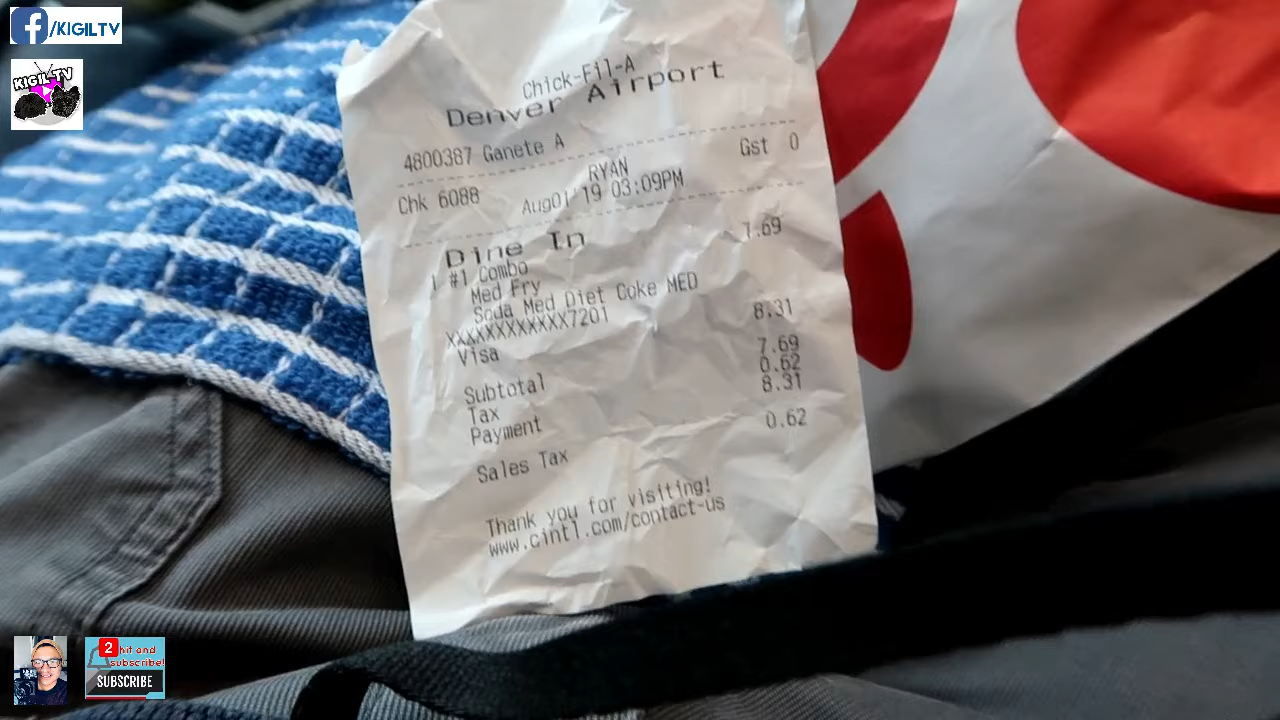 /KIGILTV
KIGIL TV
Chick-Fil-A
Denver Airport
4800387 Ganete A
RYAN
Gst 0
Chk 6088
Aug01'19 03:09PM
Dine In
1 #1 Combo 7.69
Med Fry
Soda Med Diet Coke MED
XXXXXXXXXXXX7201
Visa 8.31
Subtotal 7.69
Tax 0.62
Payment 8.31
Sales Tax 0.62
Thank you for visiting!
www.cintl.com/contact-us
2 hit and
subscribe!
SUBSCRIBE